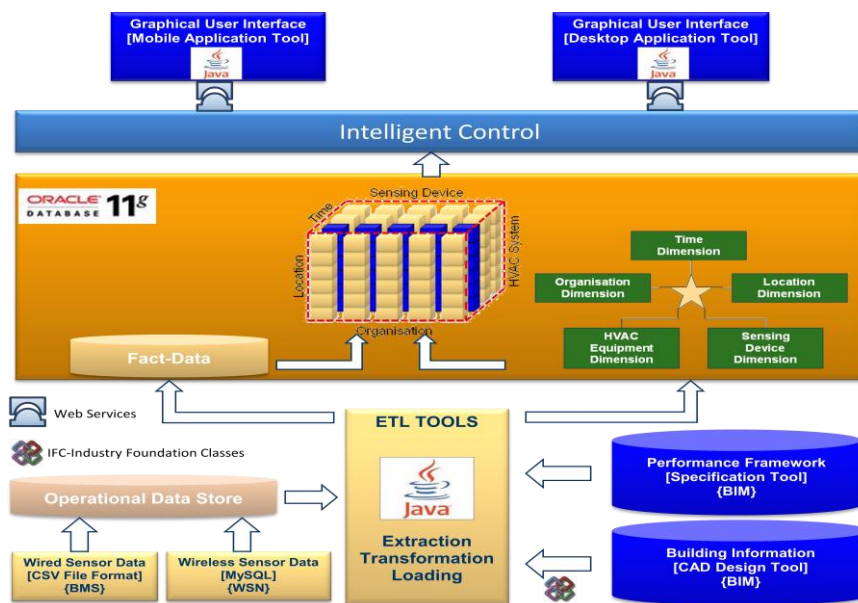 Graphical User Interface
[Mobile Application Tool]
Java
Graphical User Interface
[Desktop Application Tool]
Java
Intelligent Control
ORACLE
DATABASE 11g
Sensing Device
Time
Location
HVAC System
Organisation
Time
Dimension
Organisation
Dimension
Location
Dimension
HVAC
Equipment
Dimension
Sensing
Device
Dimension
Fact-Data
Web Services
IFC-Industry Foundation Classes
ETL TOOLS
Java
Extraction
Transformation
Loading
Operational Data Store
Wired Sensor Data
[CSV File Format]
{BMS}
Wireless Sensor Data
[MySQL]
{WSN}
Performance Framework
[Specification Tool]
{BIM}
Building Information
[CAD Design Tool]
{BIM}